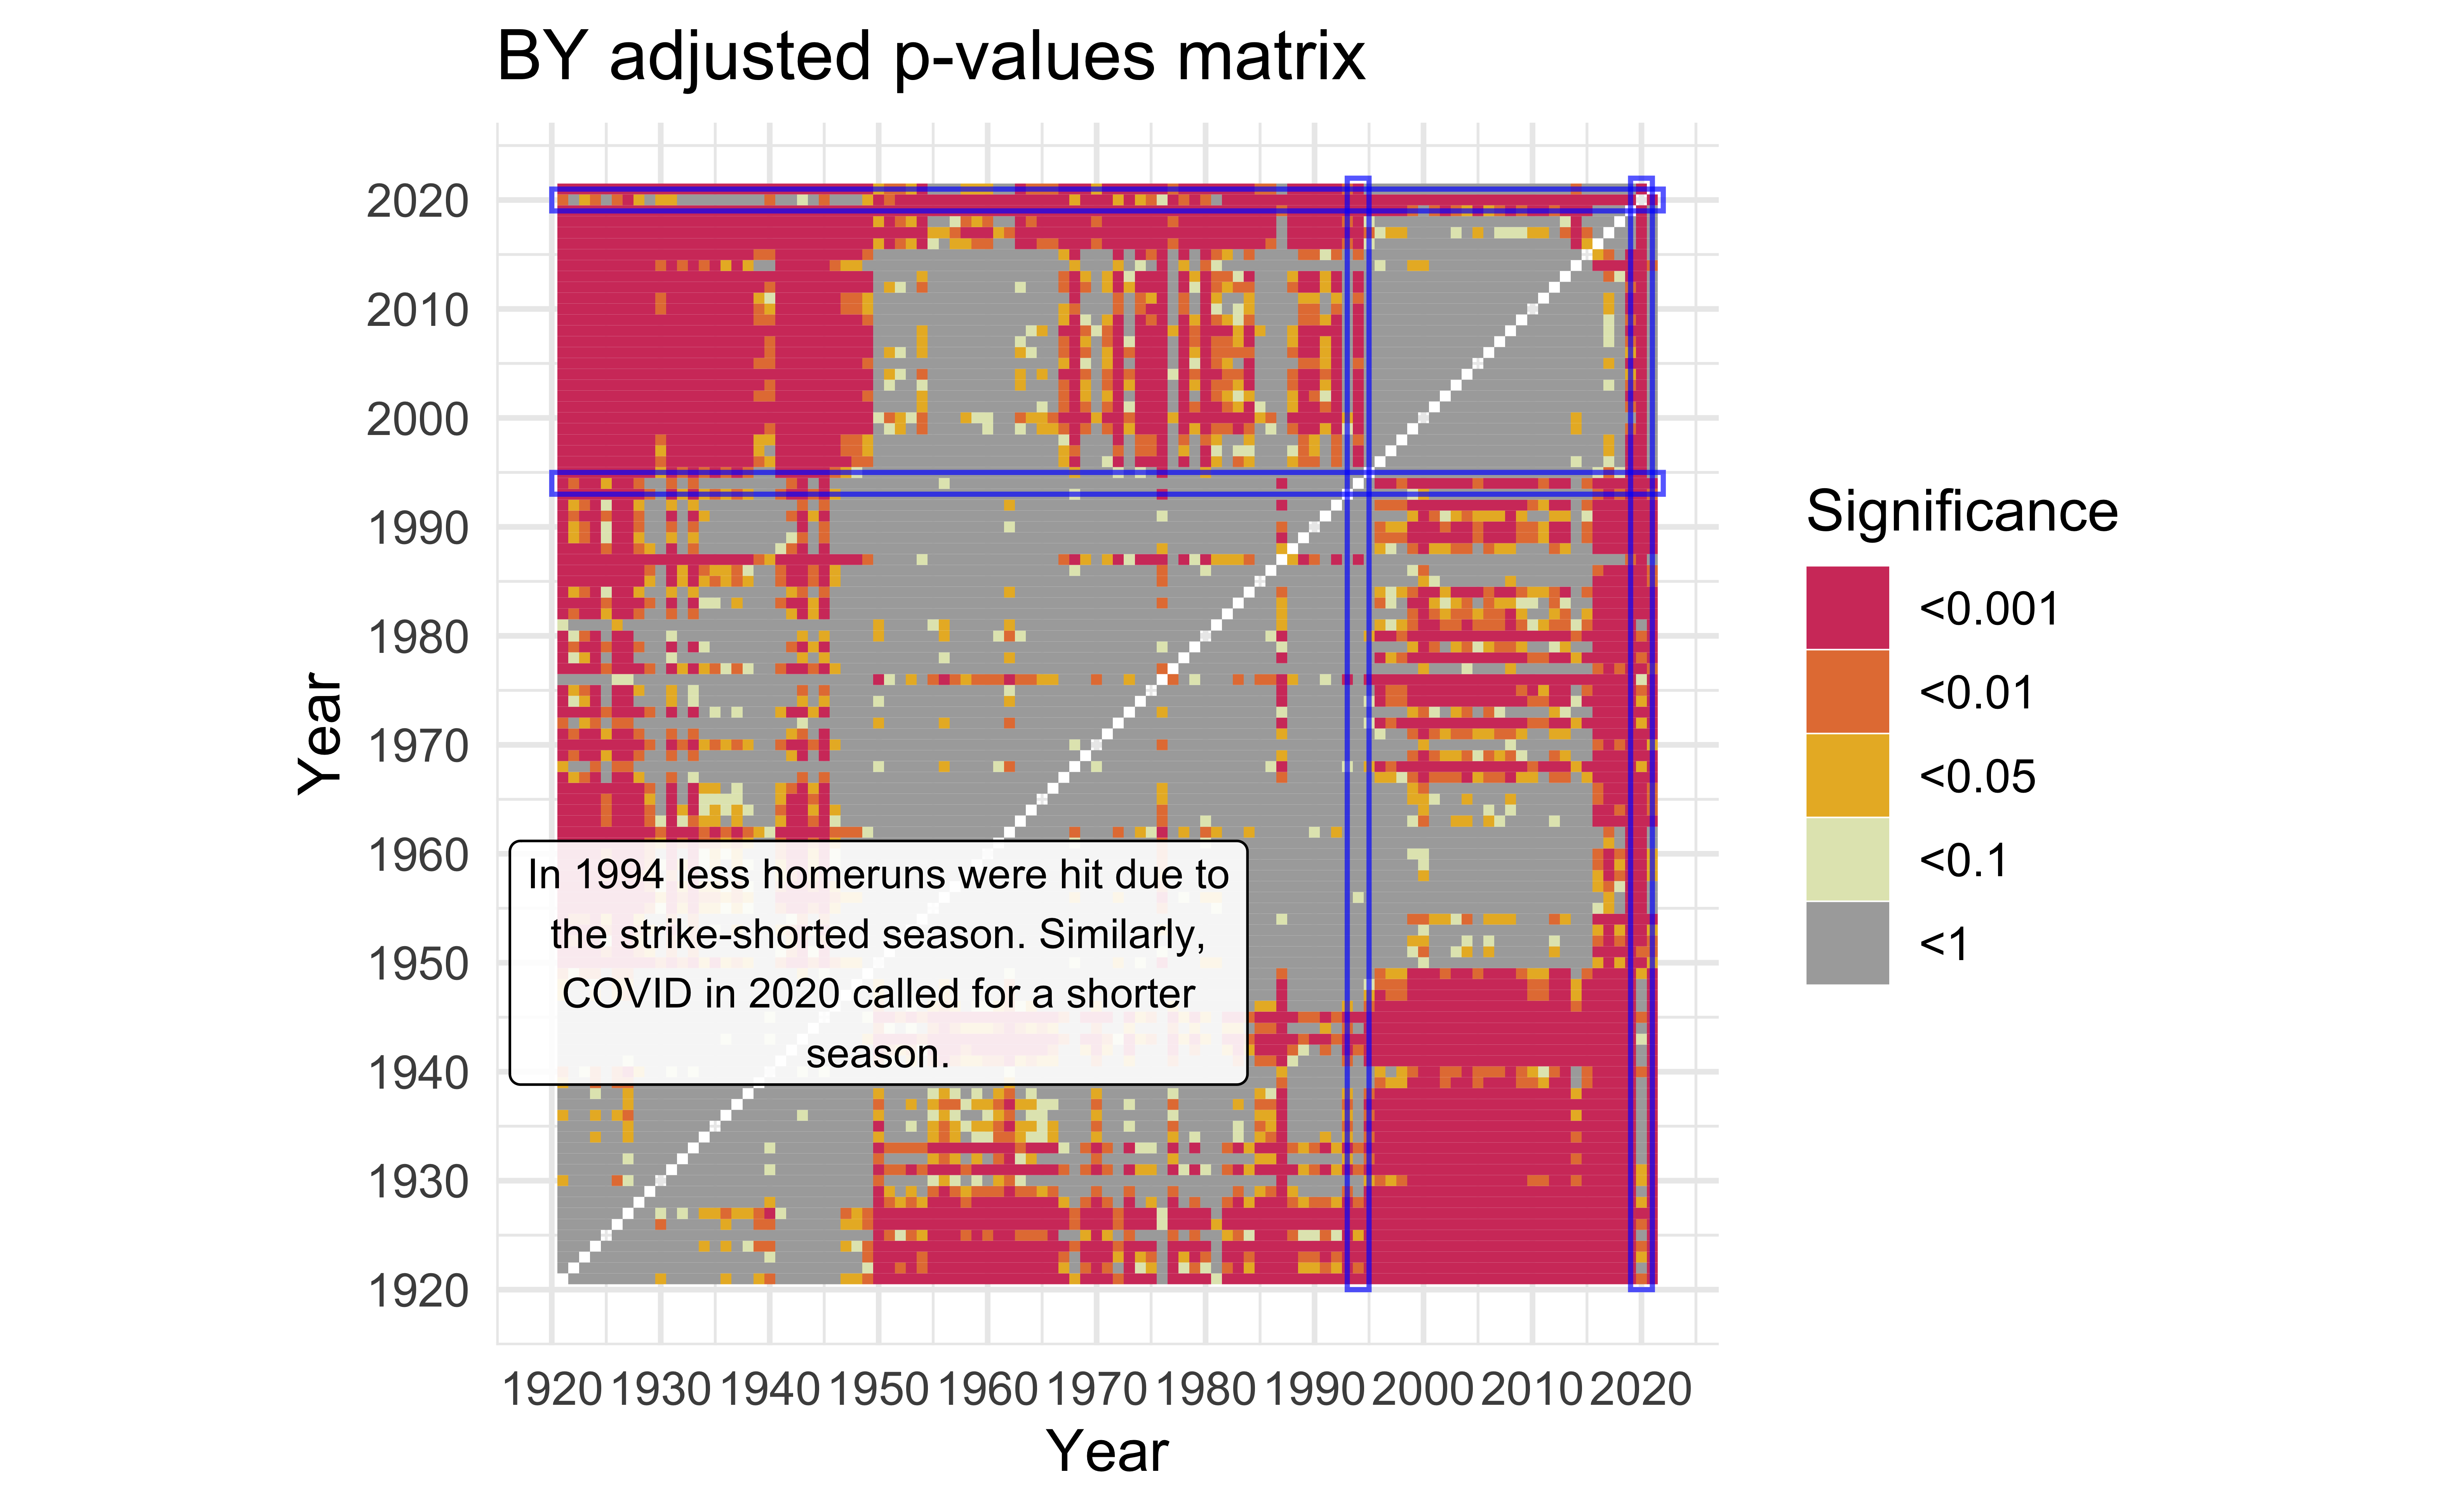 BY adjusted p-values matrix
Year
2020
2010
2000
1990
1980
1970
1960
1950
1940
1930
1920
In 1994 less homeruns were hit due to
the strike-shorted season. Similarly,
COVID in 2020 called for a shorter
season.
1920 1930 1940 1950 1960 1970 1980 1990 2000 2010 2020
Year
Significance
<0.001
<0.01
<0.05
<0.1
<1